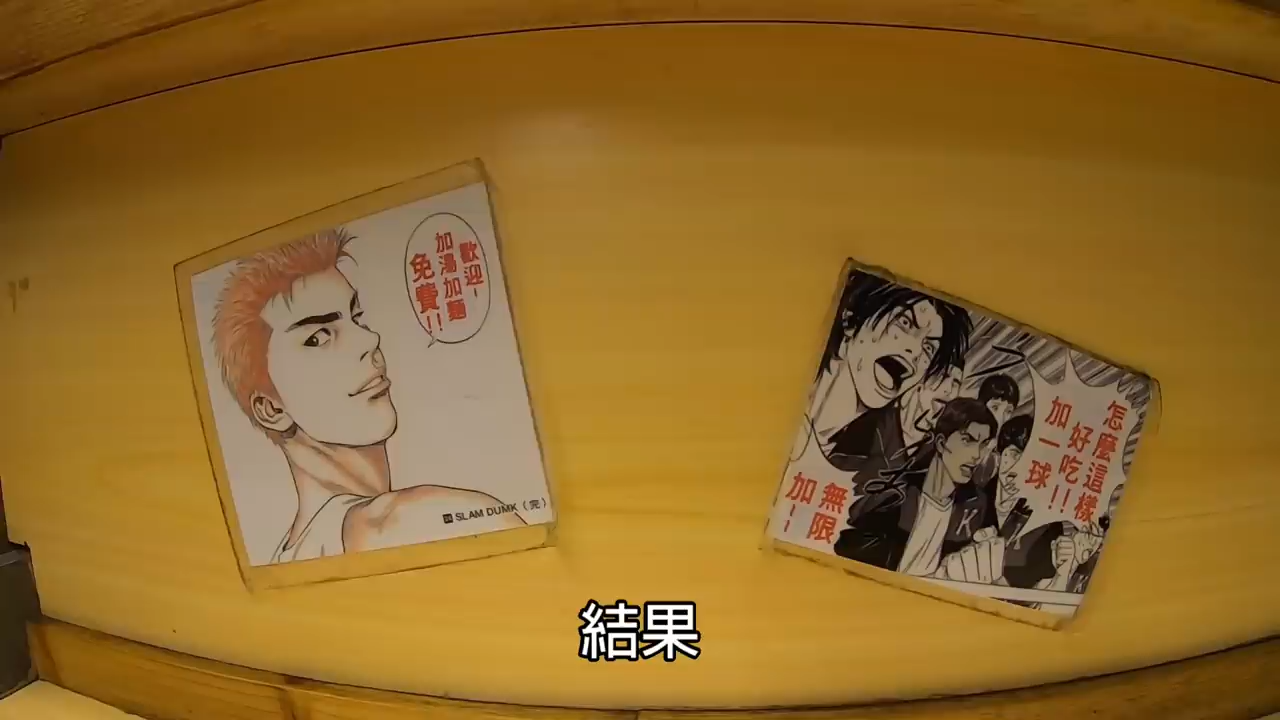 歡迎~
加湯加麵
免費!!
SLAM DUMK(完)
怎麼這樣
好吃!!
加一球
無限
加~~
K
結果